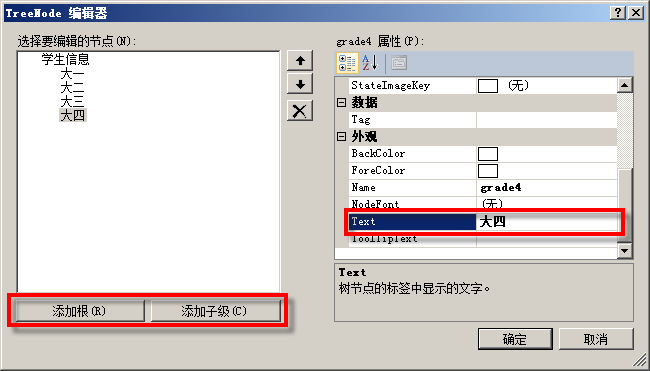 TreeNode 编辑器
选择要编辑的节点(N):
学生信息
大一
大二
大三
大四
添加根(R)
添加子级(C)
grade4 属性(P):
StateImageKey (无)
数据
Tag
外观
BackColor
ForeColor
Name grade4
NodeFont (无)
Text 大四
ToolTipText
Text
树节点的标签中显示的文字。
确定
取消